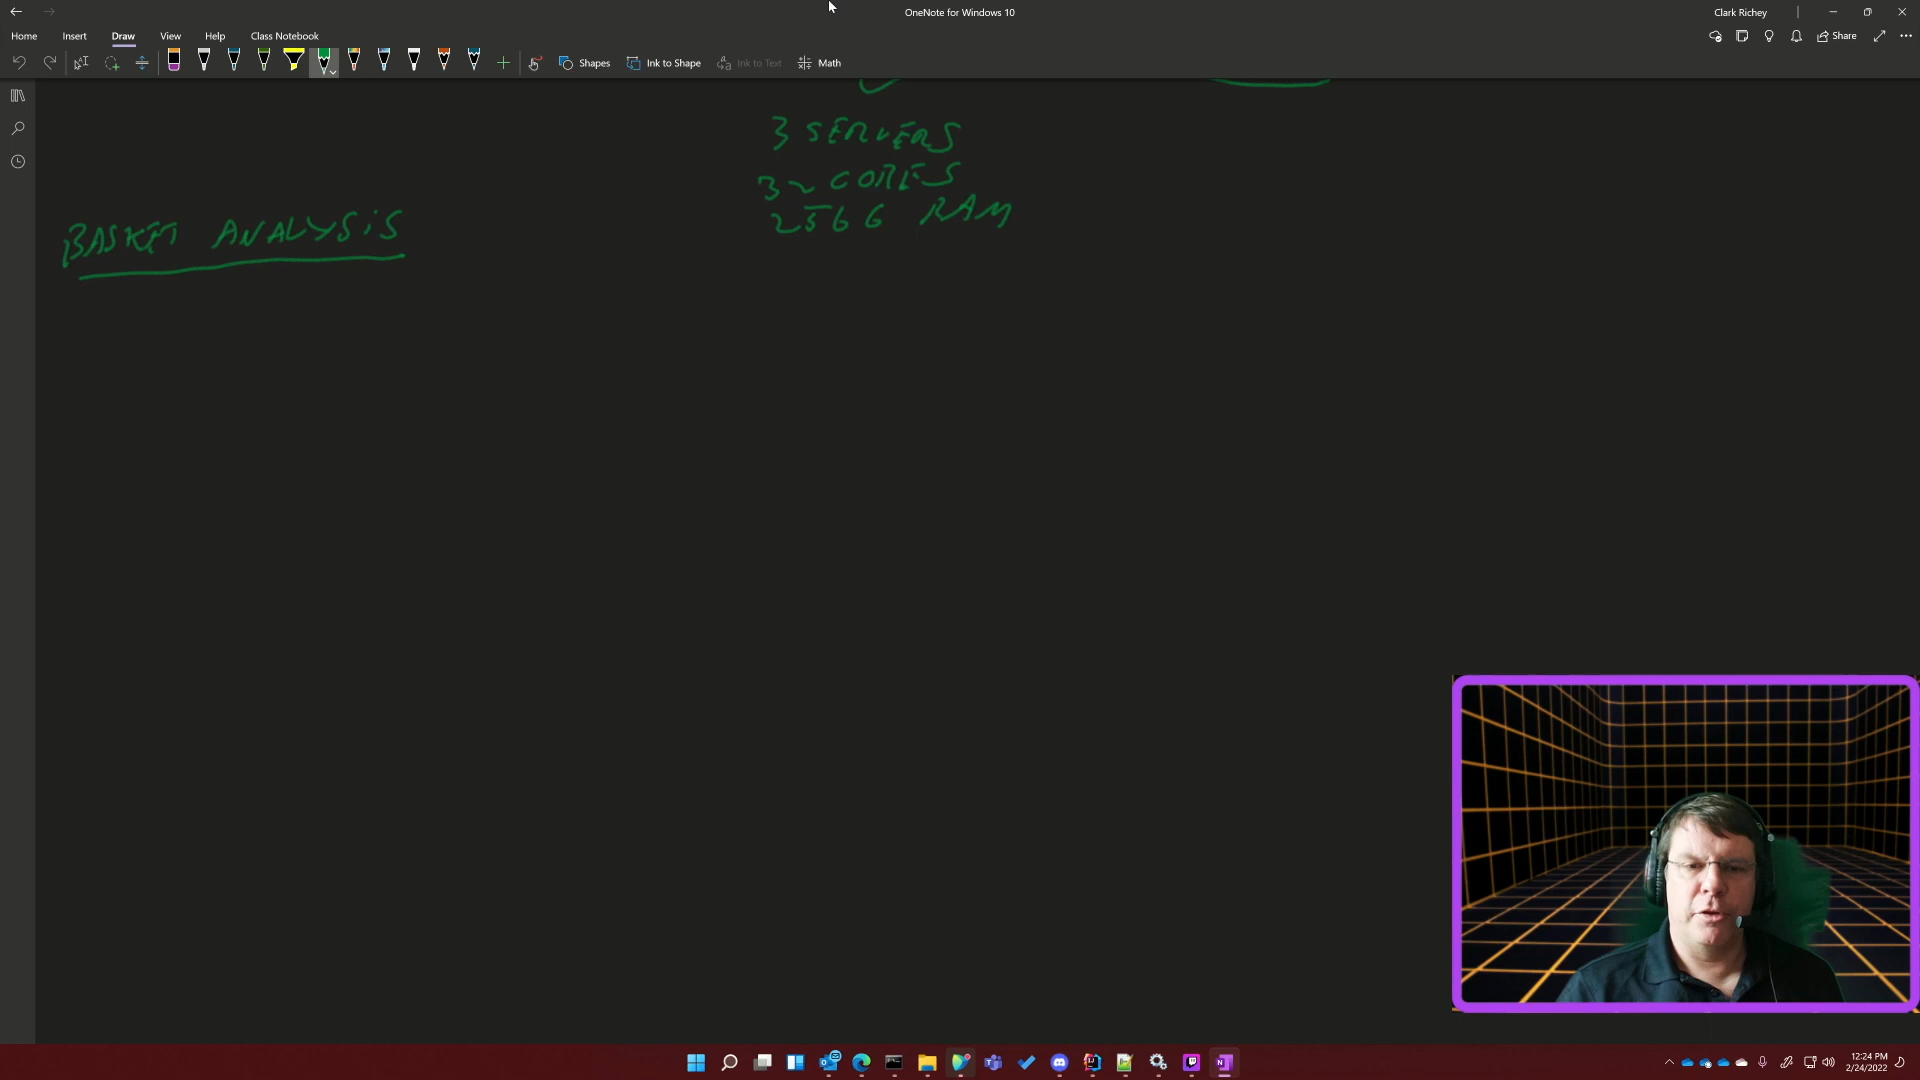 OneNote for Windows 10
Clark Richey
Home Insert Draw View Help Class Notebook
Share
Shapes Ink to Shape Ink to Text Math
3 SERVERS
32 CORES
256 G RAM
BASKET ANALYSIS
12:24 PM
2/24/2022